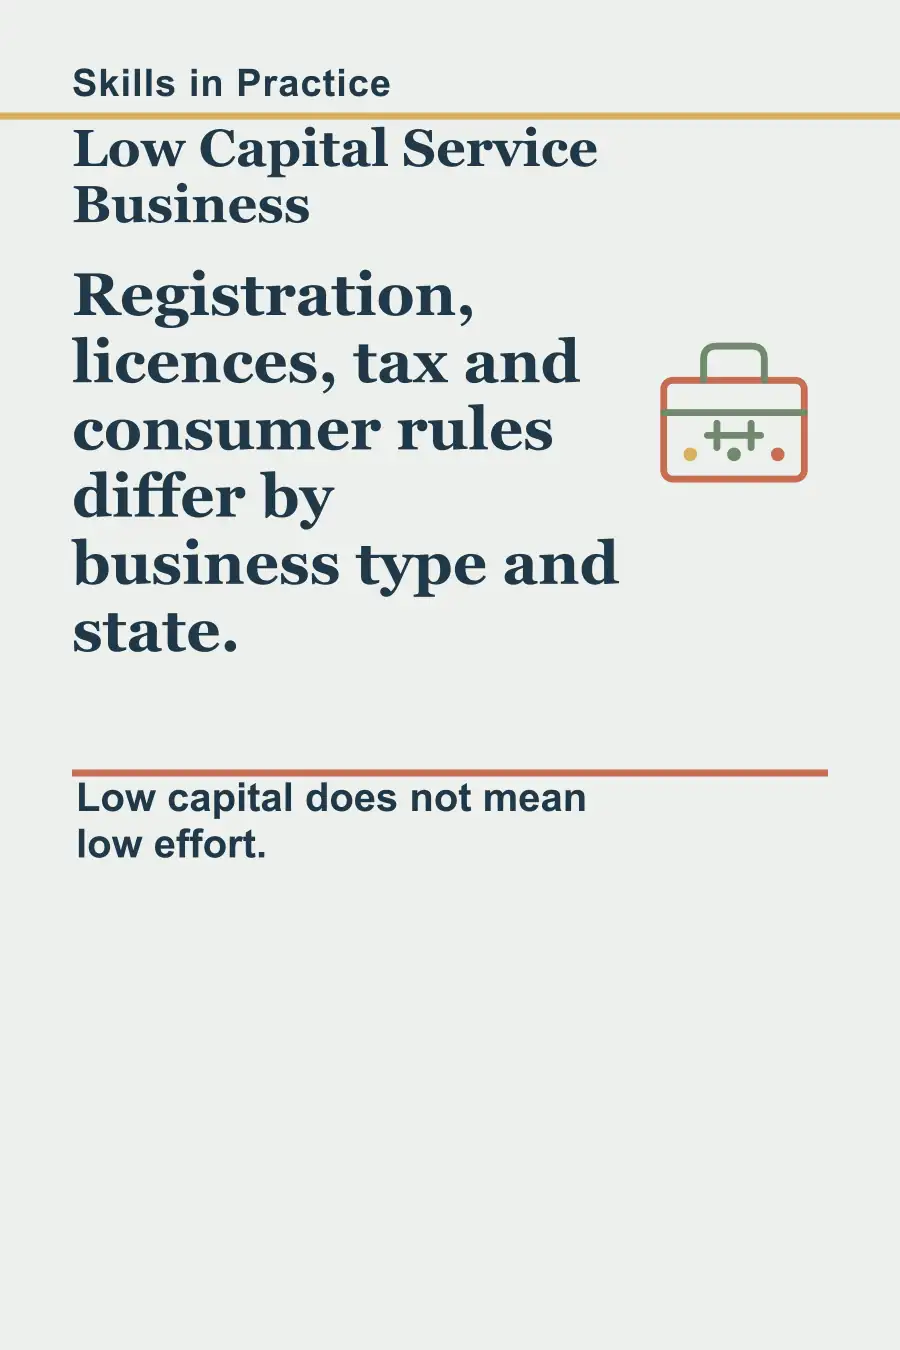 Skills in Practice
Low Capital Service
Business
Registration,
licences, tax and
consumer rules
differ by
business type and
state.
Low capital does not mean
low effort.